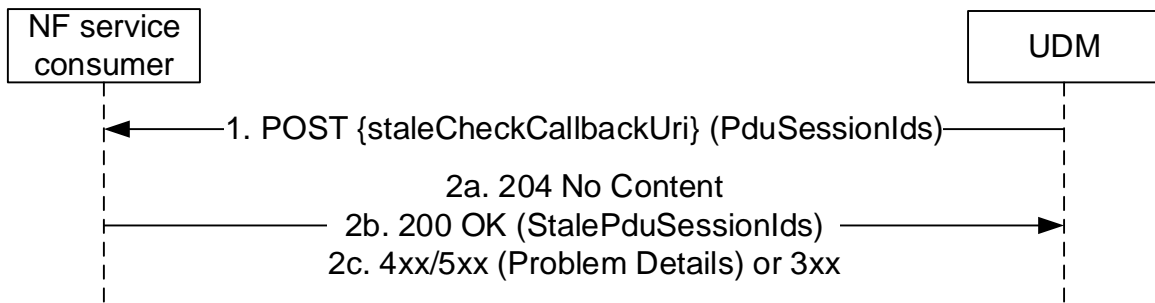 NF service
consumer
UDM
1. POST {staleCheckCallbackUri} (PduSessionIds)
2a. 204 No Content
2b. 200 OK (StalePduSessionIds)
2c. 4xx/5xx (Problem Details) or 3xx